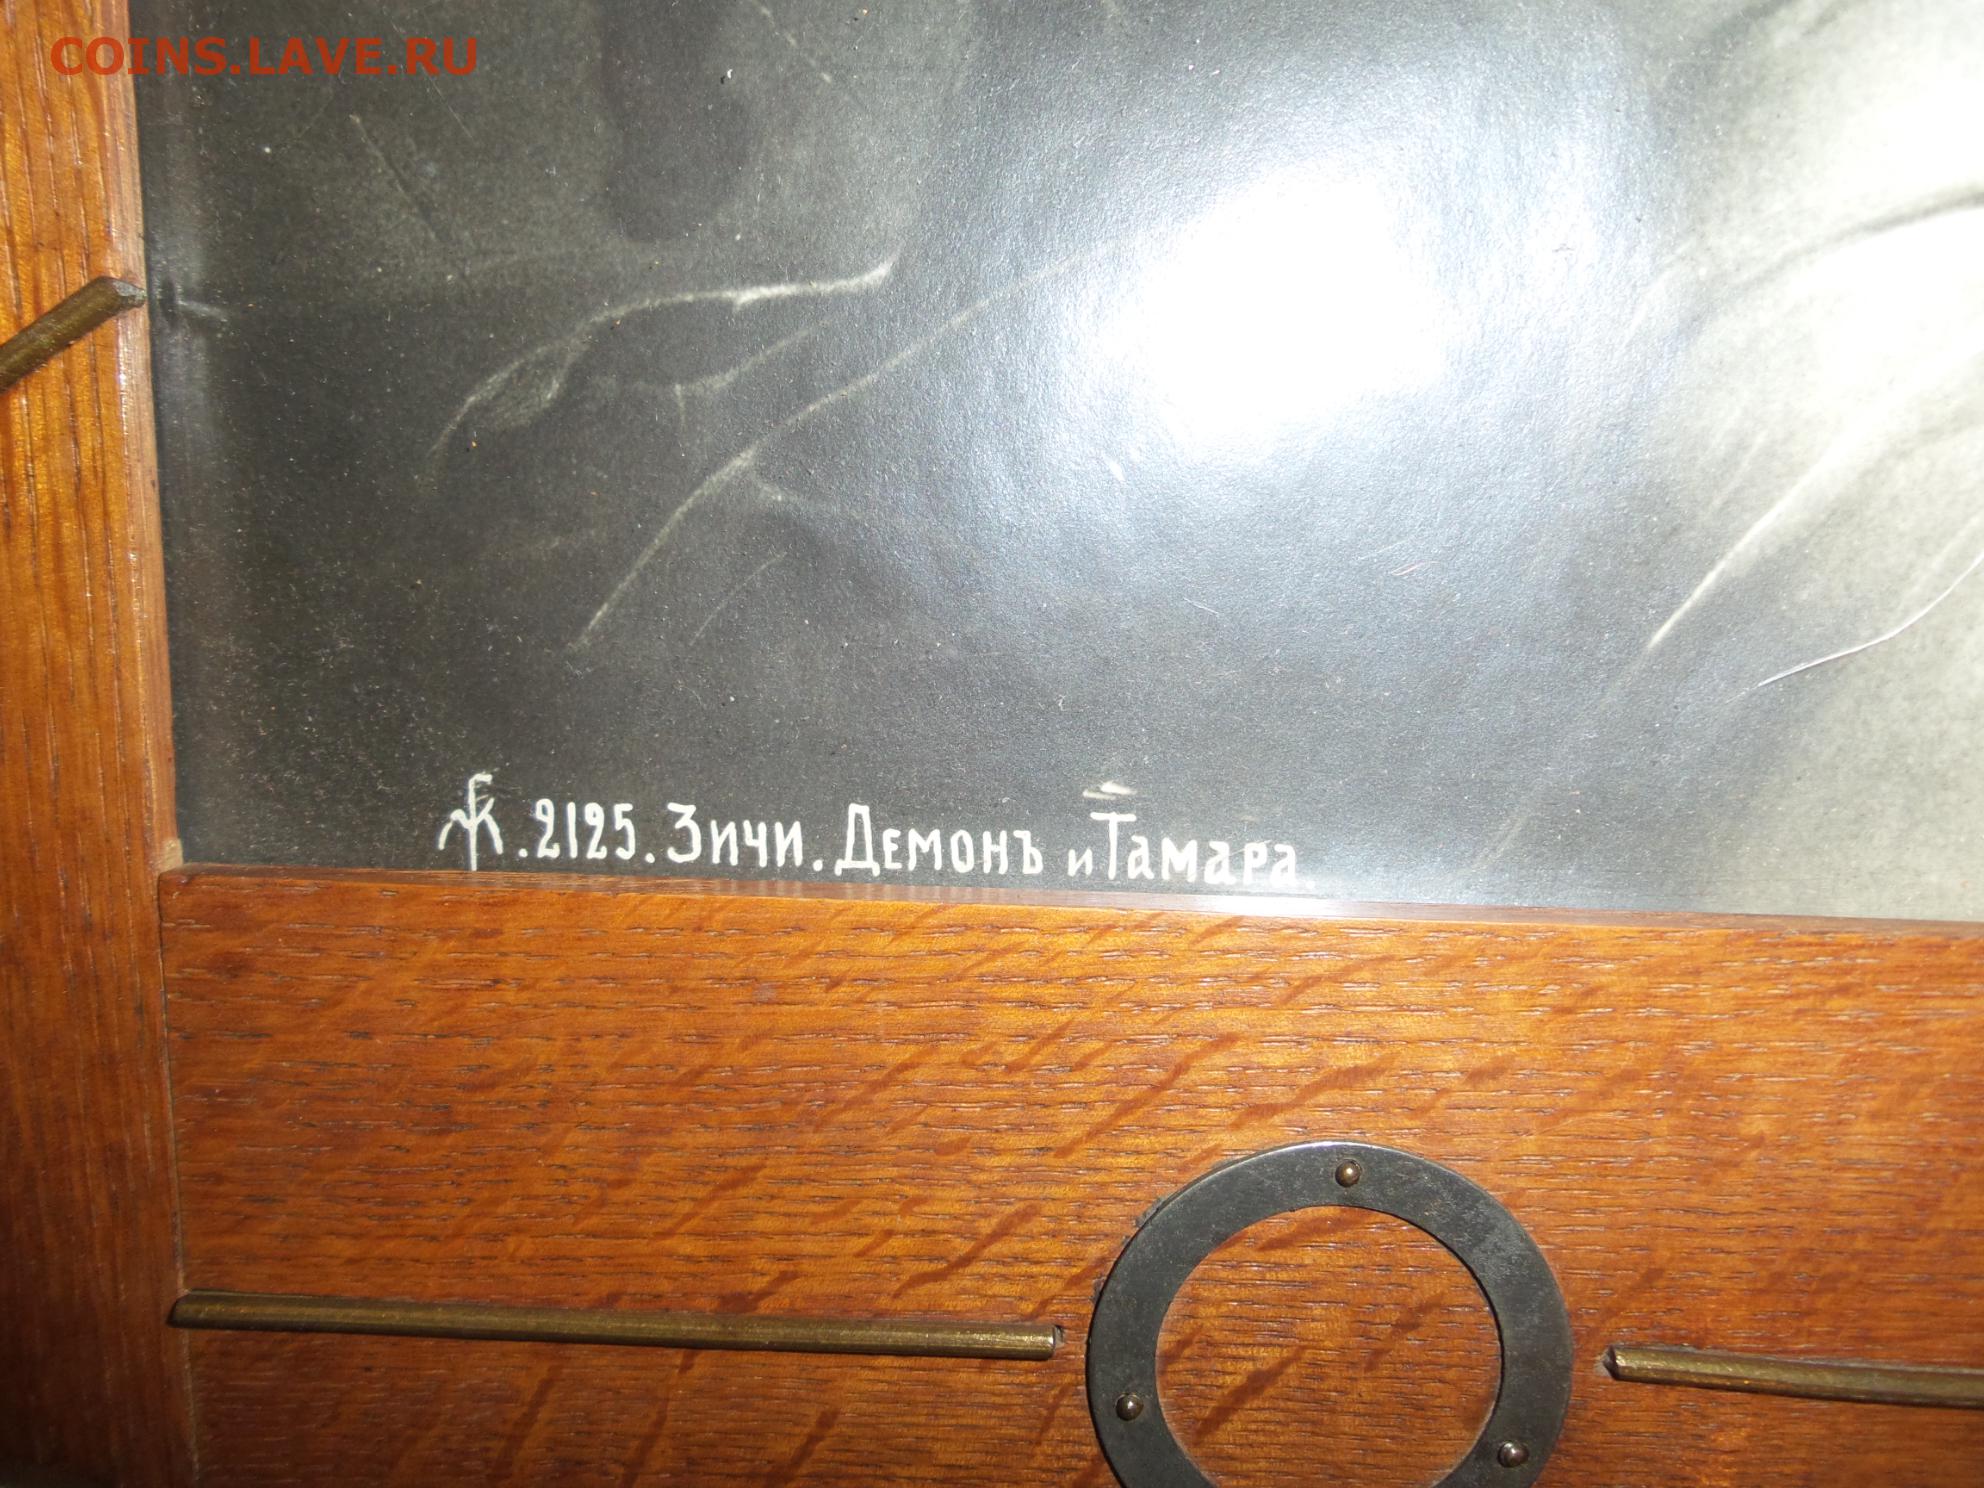 COINS.LAVE.RU
.2125. Зичи. Демонъ и Тамара.